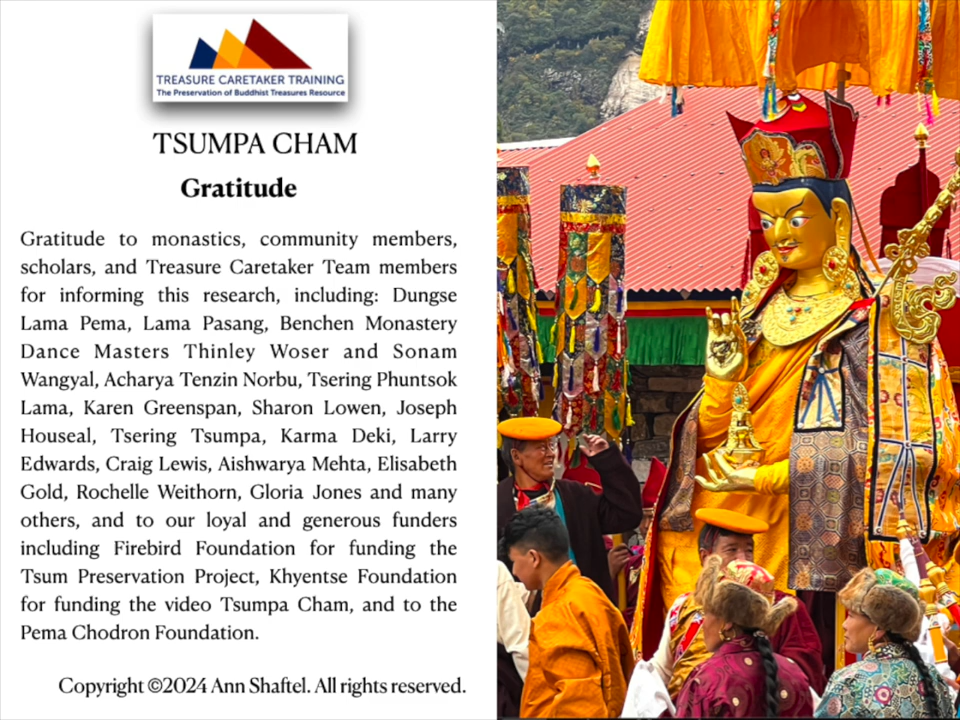 TREASURE CARETAKER TRAINING
The Preservation of Buddhist Treasures Resource
TSUMPA CHAM
Gratitude
Gratitude to monastics, community members,
scholars, and Treasure Caretaker Team members
for informing this research, including: Dungse
Lama Pema, Lama Pasang, Benchen Monastery
Dance Masters Thinley Woser and Sonam
Wangyal, Acharya Tenzin Norbu, Tsering Phuntsok
Lama, Karen Greenspan, Sharon Lowen, Joseph
Houseal, Tsering Tsumpa, Karma Deki, Larry
Edwards, Craig Lewis, Aishwarya Mehta, Elisabeth
Gold, Rochelle Weithorn, Gloria Jones and many
others, and to our loyal and generous funders
including Firebird Foundation for funding the
Tsum Preservation Project, Khyentse Foundation
for funding the video Tsumpa Cham, and to the
Pema Chodron Foundation.
Copyright ©2024 Ann Shaftel. All rights reserved.